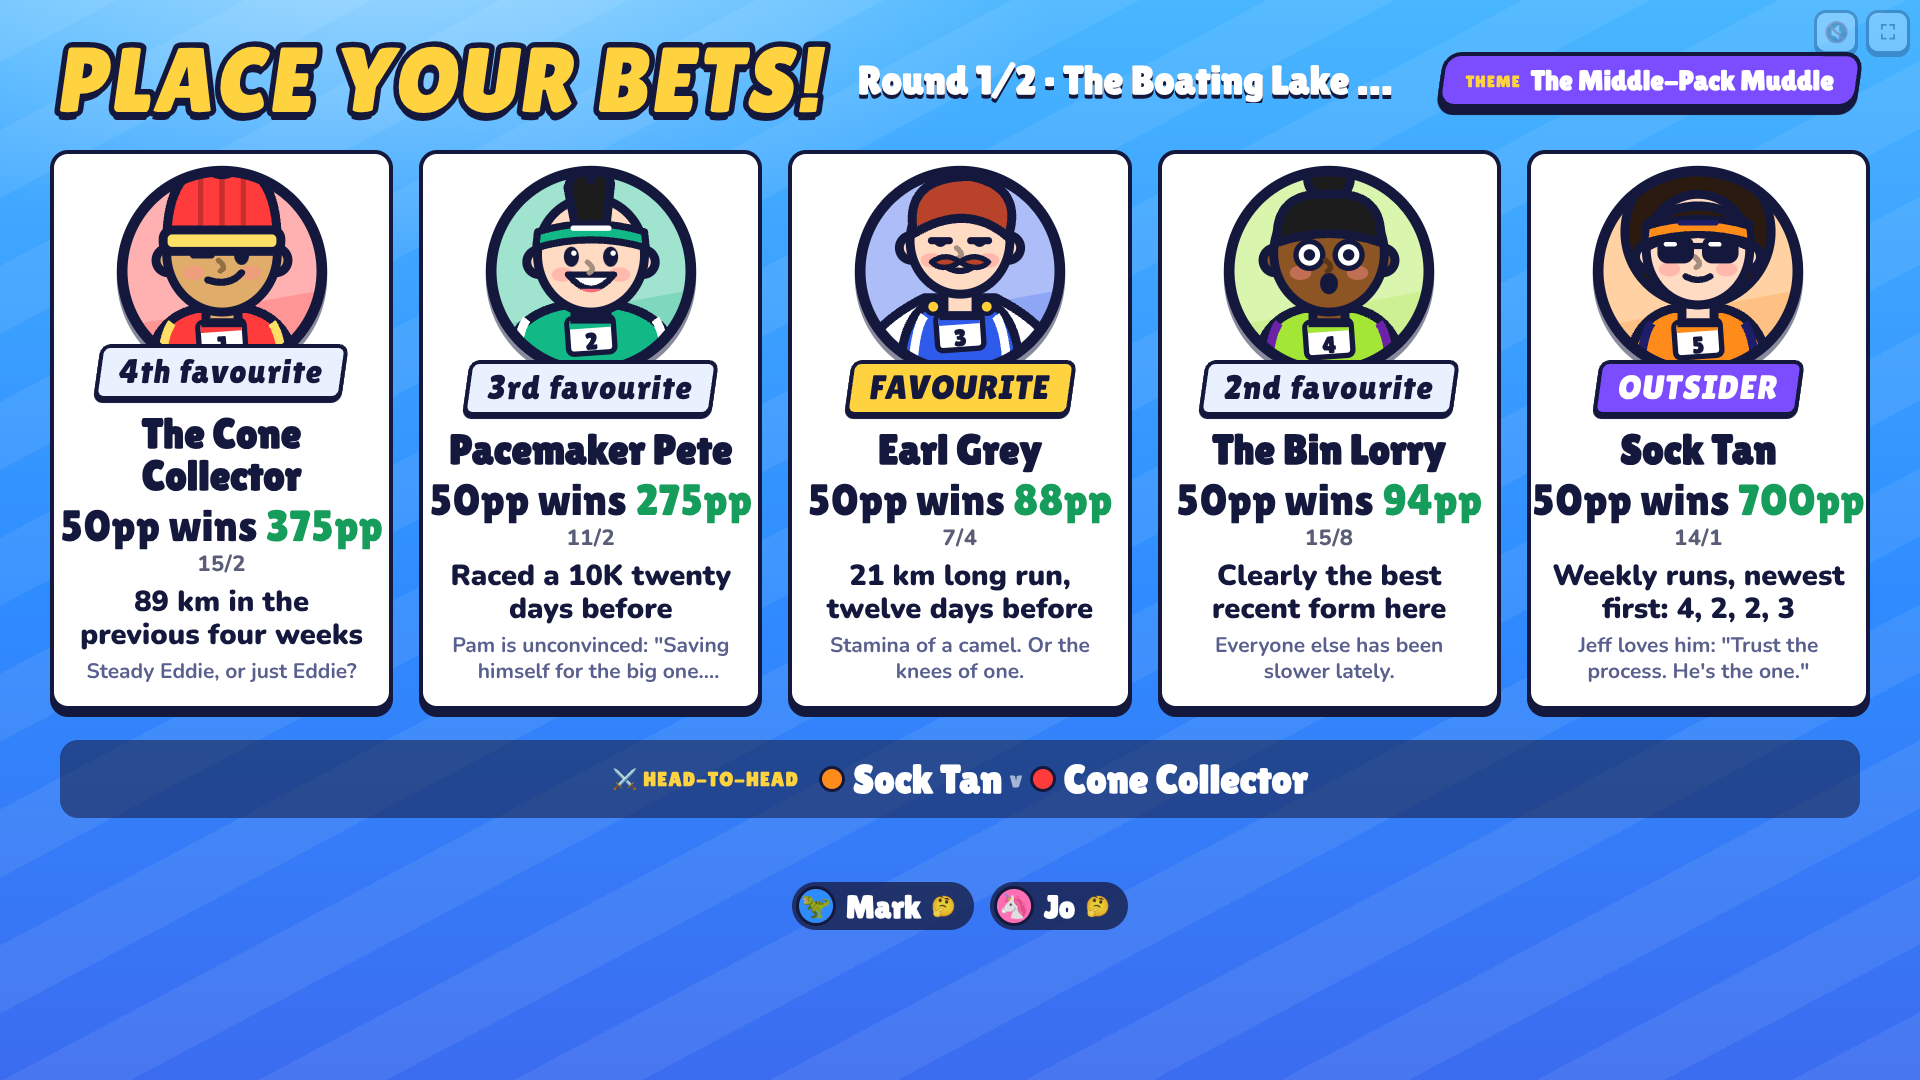 PLACE YOUR BETS!
Round 1/2 · The Boating Lake ...
THEME The Middle-Pack Muddle
4th favourite
The Cone
Collector
50pp wins 375pp
15/2
89 km in the
previous four weeks
Steady Eddie, or just Eddie?
2
3rd favourite
Pacemaker Pete
50pp wins 275pp
11/2
Raced a 10K twenty
days before
Pam is unconvinced: "Saving
himself for the big one....
3
FAVOURITE
Earl Grey
50pp wins 88pp
7/4
21 km long run,
twelve days before
Stamina of a camel. Or the
knees of one.
4
2nd favourite
The Bin Lorry
50pp wins 94pp
15/8
Clearly the best
recent form here
Everyone else has been
slower lately.
5
OUTSIDER
Sock Tan
50pp wins 700pp
14/1
Weekly runs, newest
first: 4, 2, 2, 3
Jeff loves him: "Trust the
process. He's the one."
HEAD-TO-HEAD Sock Tan v Cone Collector
Mark
Jo